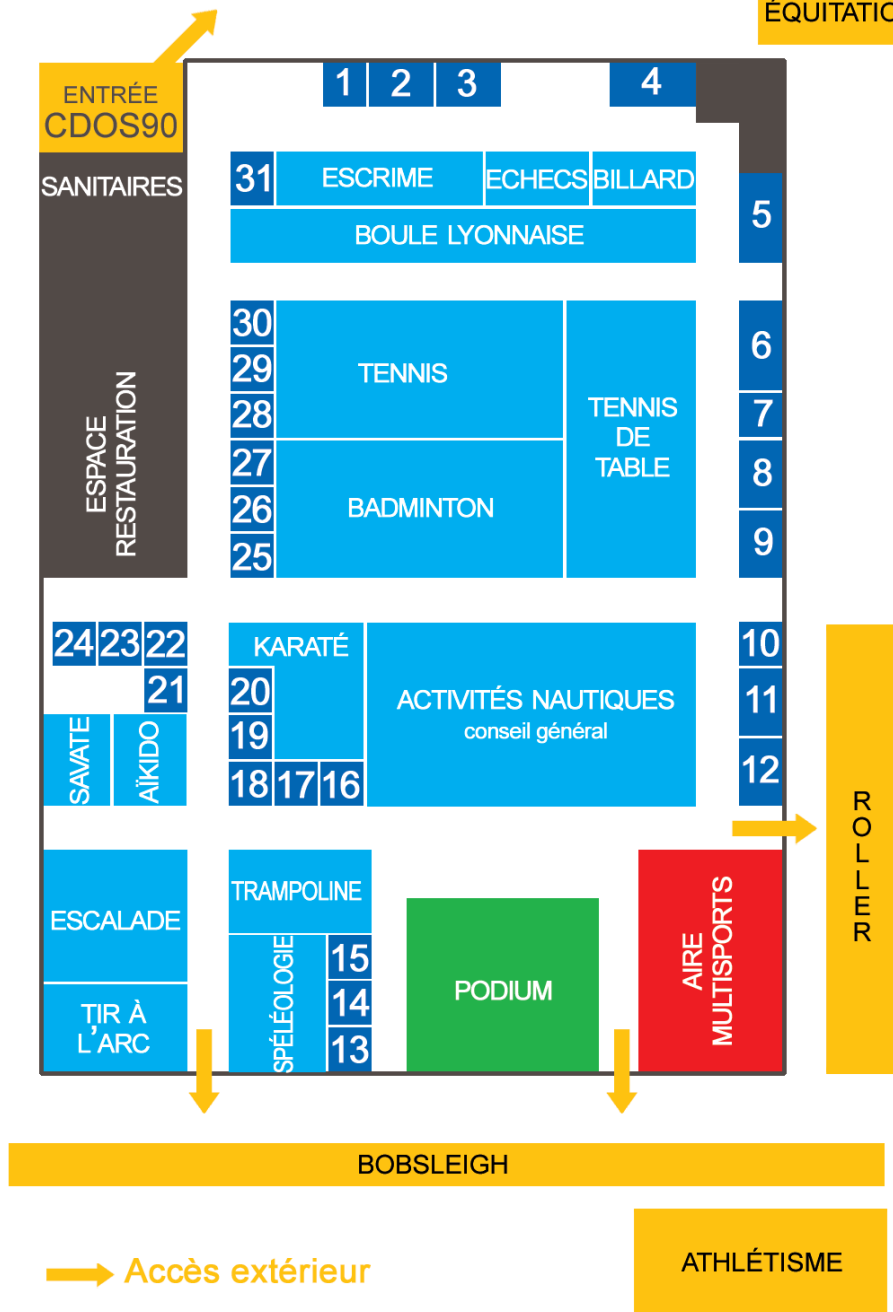 ÉQUITATIO
ENTRÉE
CDOS90
1 2 3 4
SANITAIRES
31 ESCRIME ECHECS BILLARD
5
BOULE LYONNAISE
30
29
28
TENNIS
6
7
ESPACE
RESTAURATION
TENNIS
DE
TABLE
27
26
25
BADMINTON
8
9
24 23 22
21
KARATÉ
20
19
18 17 16
ACTIVITÉS NAUTIQUES
conseil général
10
11
12
SAVATE
AÏKIDO
ROLLER
ESCALADE
TRAMPOLINE
TIR À
L'ARC
SPÉLÉOLOGIE
15
14
13
PODIUM
AIRE
MULTISPORTS
BOBSLEIGH
Accès extérieur
ATHLÉTISME